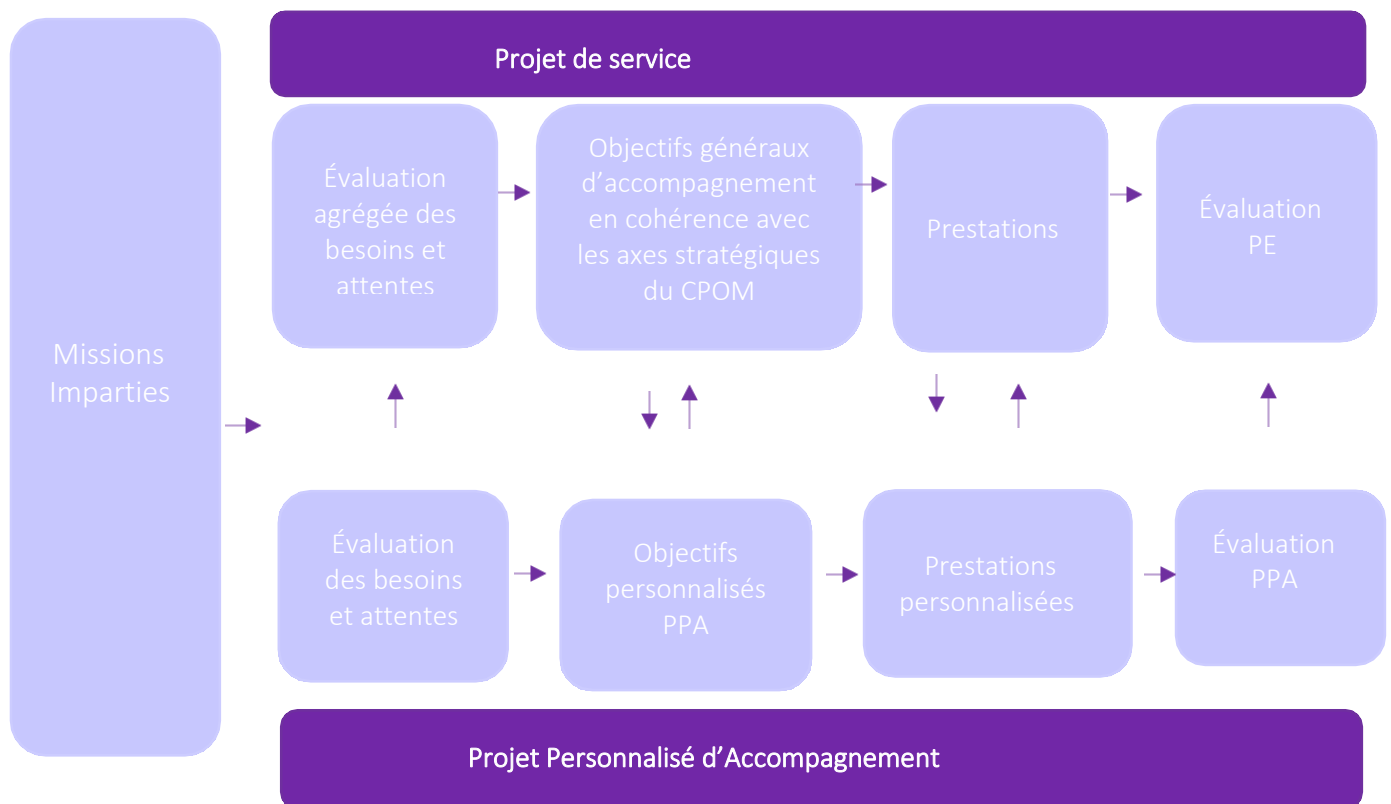 Projet de service
Missions
Imparties
Évaluation
agrégée des
besoins et
attentes
Objectifs généraux
d’accompagnement
en cohérence avec
les axes stratégiques
du CPOM
Prestations
Évaluation
PE
Évaluation
des besoins
et attentes
Objectifs
personnalisés
PPA
Prestations
personnalisées
Évaluation
PPA
Projet Personnalisé d’Accompagnement